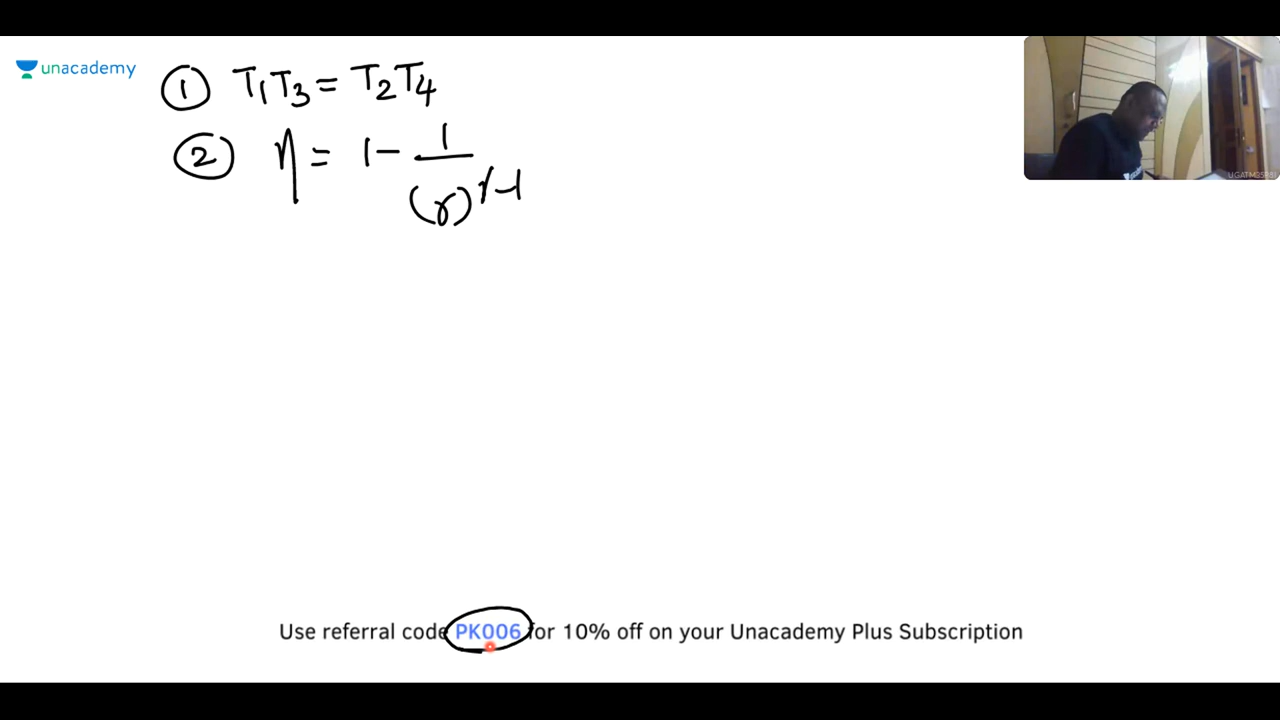 unacademy
① T₁T₃ = T₂T₄
② η = 1 - 1/(r)^(γ-1)
UGATM35951
Use referral code PK006 for 10% off on your Unacademy Plus Subscription